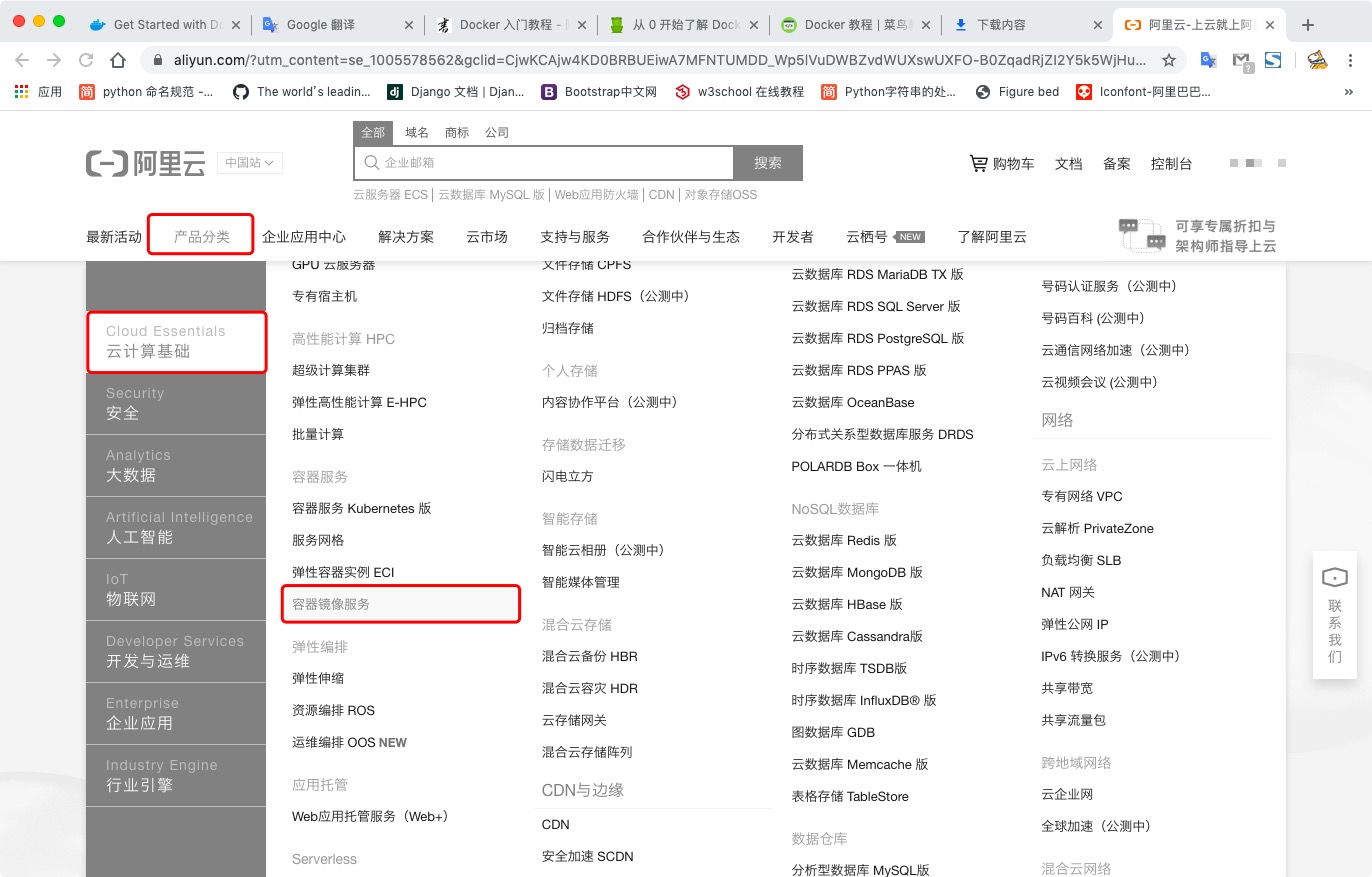 Get Started with Do
Google 翻译
Docker 入门教程 -
从 0 开始了解 Dock
Docker 教程 | 菜鸟
下载内容
阿里云-上云就上阿
aliyun.com/?utm_content=se_1005578562&gclid=CjwKCAjw4KD0BRBUEiwA7MFNTUMDD_Wp5lVuDWBZvdWUXswUXFO-B0ZqadRjZI2Y5k5WjHu...
应用
python 命名规范 -...
The world's leadin...
Django 文档 | Djan...
Bootstrap中文网
w3school 在线教程
Python字符串的处...
Figure bed
Iconfont-阿里巴巴...
»
全部 域名 商标 公司
阿里云
中国站
企业邮箱
搜索
购物车 文档 备案 控制台
云服务器 ECS | 云数据库 MySQL 版 | Web应用防火墙 | CDN | 对象存储OSS
最新活动 产品分类 企业应用中心 解决方案 云市场 支持与服务 合作伙伴与生态 开发者 云栖号 NEW 了解阿里云
可享专属折扣与
架构师指导上云
Cloud Essentials
云计算基础
Security
安全
Analytics
大数据
Artificial Intelligence
人工智能
IoT
物联网
Developer Services
开发与运维
Enterprise
企业应用
Industry Engine
行业引擎
GPU 云服务器
专有宿主机
高性能计算 HPC
超级计算集群
弹性高性能计算 E-HPC
批量计算
容器服务
容器服务 Kubernetes 版
服务网格
弹性容器实例 ECI
容器镜像服务
弹性编排
弹性伸缩
资源编排 ROS
运维编排 OOS NEW
应用托管
Web应用托管服务（Web+）
Serverless
文件存储 CPFS
文件存储 HDFS（公测中）
归档存储
个人存储
内容协作平台（公测中）
存储数据迁移
闪电立方
智能存储
智能云相册（公测中）
智能媒体管理
混合云存储
混合云备份 HBR
混合云容灾 HDR
云存储网关
混合云存储阵列
CDN与边缘
CDN
安全加速 SCDN
云数据库 RDS MariaDB TX 版
云数据库 RDS SQL Server 版
云数据库 RDS PostgreSQL 版
云数据库 RDS PPAS 版
云数据库 OceanBase
分布式关系型数据库服务 DRDS
POLARDB Box 一体机
NoSQL数据库
云数据库 Redis 版
云数据库 MongoDB 版
云数据库 HBase 版
云数据库 Cassandra版
时序数据库 TSDB版
时序数据库 InfluxDB® 版
图数据库 GDB
云数据库 Memcache 版
表格存储 TableStore
数据仓库
分析型数据库 MySQL版
号码认证服务（公测中）
号码百科 (公测中）
云通信网络加速（公测中）
云视频会议 (公测中）
网络
云上网络
专有网络 VPC
云解析 PrivateZone
负载均衡 SLB
NAT 网关
弹性公网 IP
IPv6 转换服务（公测中）
共享带宽
共享流量包
跨地域网络
云企业网
全球加速（公测中）
混合云网络
联
系
我
们